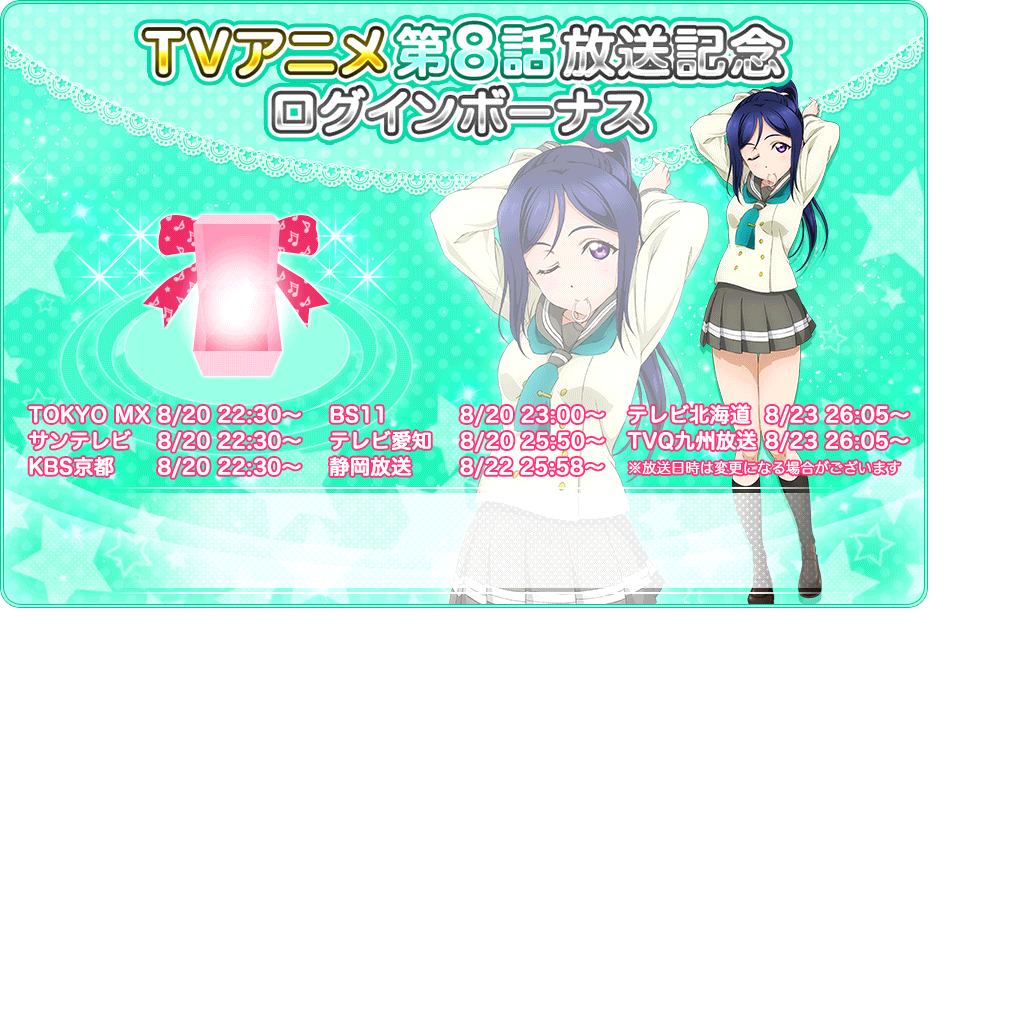 TVアニメ第8話放送記念
ログインボーナス
TOKYO MX 8/20 22:30〜
サンテレビ 8/20 22:30〜
KBS京都 8/20 22:30〜
BS11 8/20 23:00〜
テレビ愛知 8/20 25:50〜
静岡放送 8/22 25:58〜
テレビ北海道 8/23 26:05〜
TVQ九州放送 8/23 26:05〜
※放送日時は変更になる場合がございます